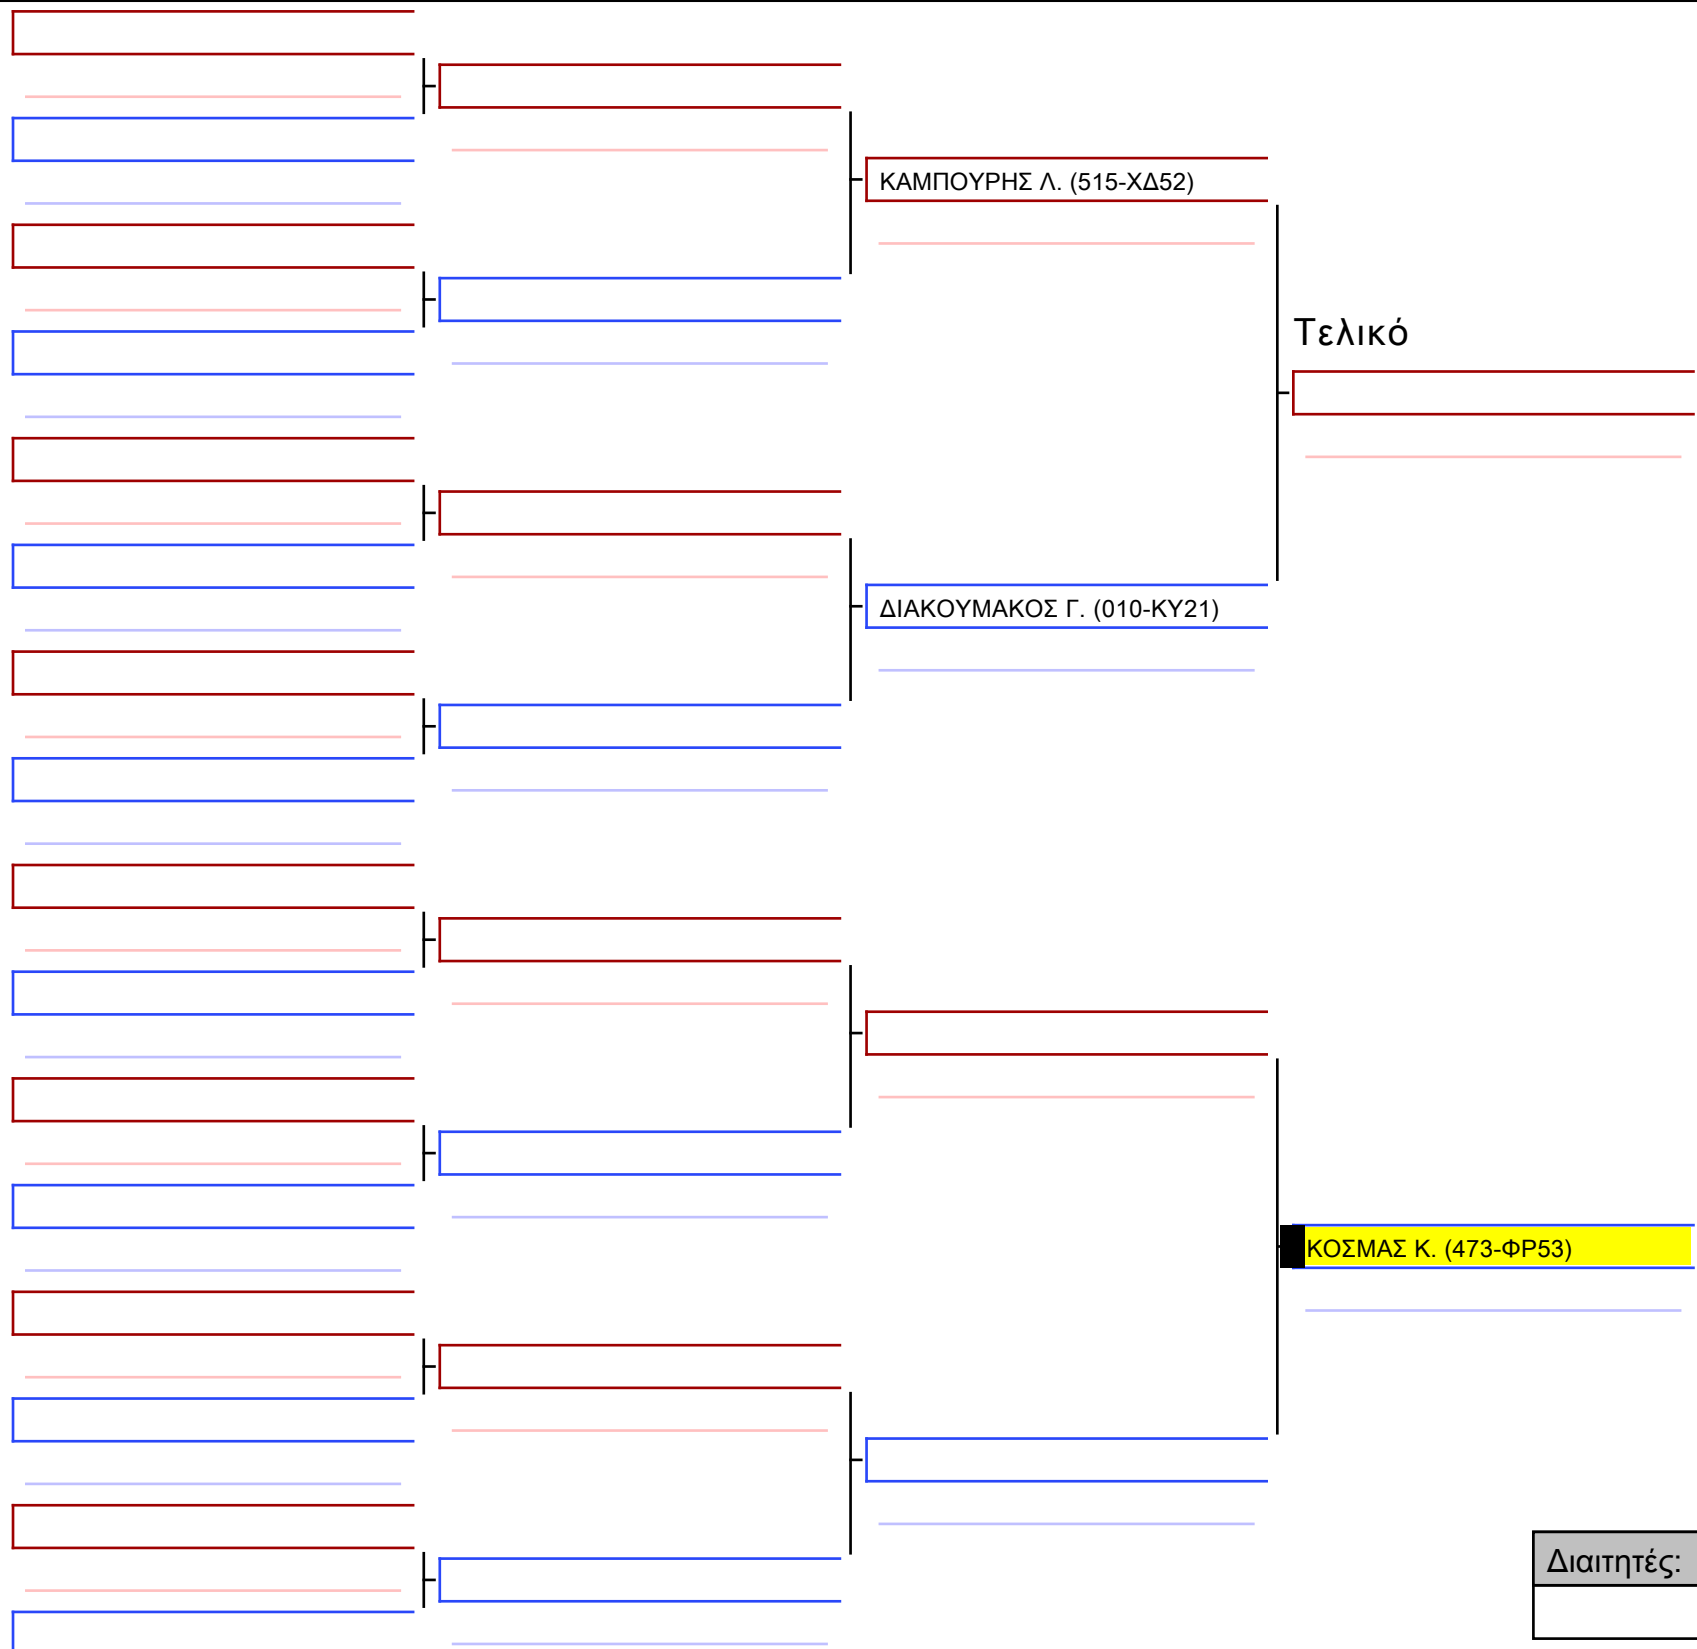 ΚΑΜΠΟΥΡΗΣ Λ. (515-ΧΔ52)
Τελικό
ΔΙΑΚΟΥΜΑΚΟΣ Γ. (010-ΚΥ21)
ΚΟΣΜΑΣ Κ. (473-ΦΡ53)
Διαιτητές: